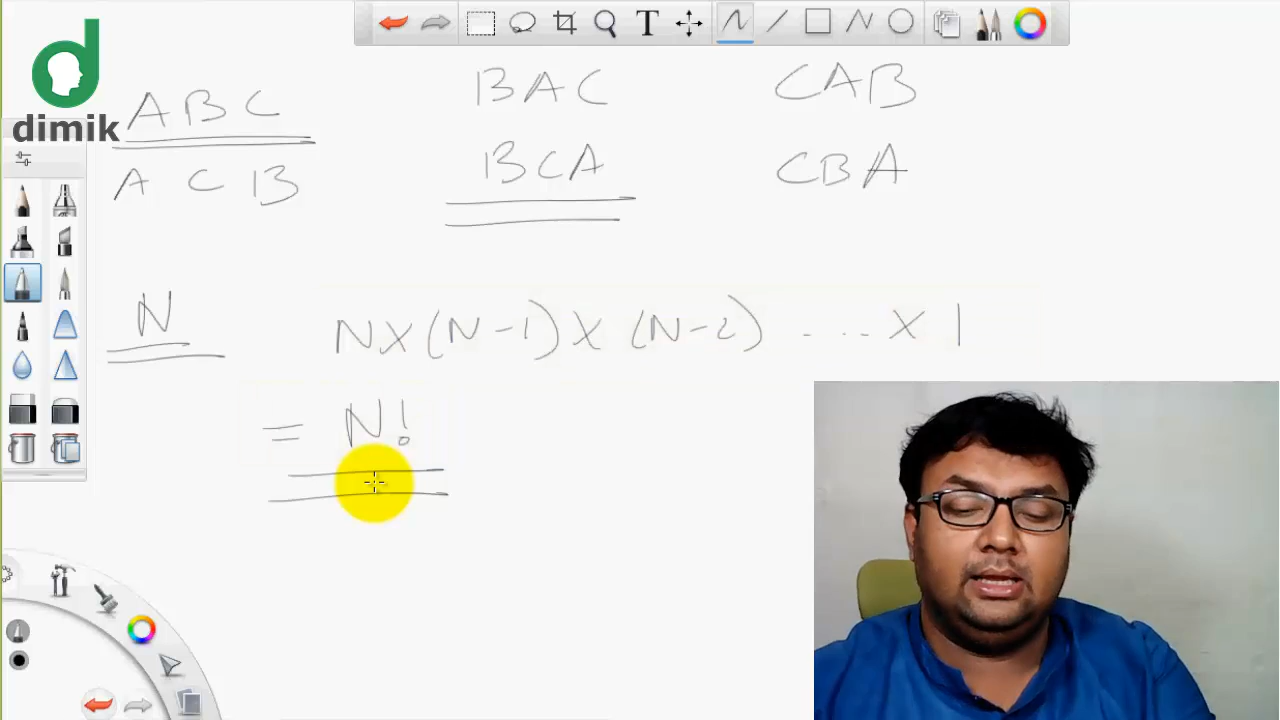 dimik
T
ABC BAC CAB
ACB BCA CBA
N N×(N-1)×(N-2) ....×1
= N!